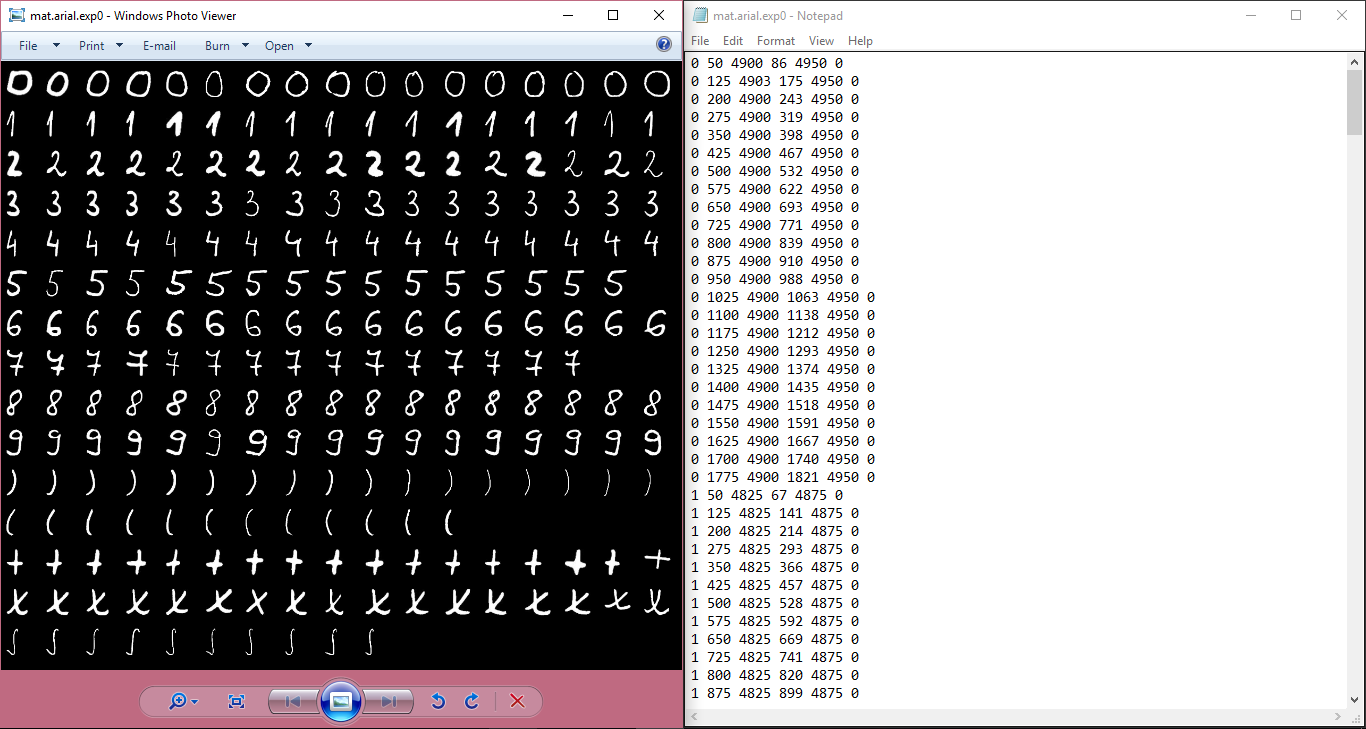 mat.arial.exp0 - Windows Photo Viewer
File Print E-mail Burn Open
0 0 0 0 0 0 0 0 0 0 0 0 0 0 0 0 0
1 1 1 1 1 1 1 1 1 1 1 1 1 1 1 1 1
2 2 2 2 2 2 2 2 2 2 2 2 2 2 2 2 2
3 3 3 3 3 3 3 3 3 3 3 3 3 3 3 3 3
4 4 4 4 4 4 4 4 4 4 4 4 4 4 4 4 4
5 5 5 5 5 5 5 5 5 5 5 5 5 5 5 5
6 6 6 6 6 6 6 6 6 6 6 6 6 6 6 6 6
7 7 7 7 7 7 7 7 7 7 7 7 7 7 7
8 8 8 8 8 8 8 8 8 8 8 8 8 8 8 8 8
9 9 9 9 9 9 9 9 9 9 9 9 9 9 9 9 9
) ) ) ) ) ) ) ) ) ) ) ) ) ) ) ) )
( ( ( ( ( ( ( ( ( ( ( (
+ + + + + + + + + + + + + + + + +
x x x x x x x x x x x x x x x x x
∫ ∫ ∫ ∫ ∫ ∫ ∫ ∫ ∫ ∫
mat.arial.exp0 - Notepad
File Edit Format View Help
0 50 4900 86 4950 0
0 125 4903 175 4950 0
0 200 4900 243 4950 0
0 275 4900 319 4950 0
0 350 4900 398 4950 0
0 425 4900 467 4950 0
0 500 4900 532 4950 0
0 575 4900 622 4950 0
0 650 4900 693 4950 0
0 725 4900 771 4950 0
0 800 4900 839 4950 0
0 875 4900 910 4950 0
0 950 4900 988 4950 0
0 1025 4900 1063 4950 0
0 1100 4900 1138 4950 0
0 1175 4900 1212 4950 0
0 1250 4900 1293 4950 0
0 1325 4900 1374 4950 0
0 1400 4900 1435 4950 0
0 1475 4900 1518 4950 0
0 1550 4900 1591 4950 0
0 1625 4900 1667 4950 0
0 1700 4900 1740 4950 0
0 1775 4900 1821 4950 0
1 50 4825 67 4875 0
1 125 4825 141 4875 0
1 200 4825 214 4875 0
1 275 4825 293 4875 0
1 350 4825 366 4875 0
1 425 4825 457 4875 0
1 500 4825 528 4875 0
1 575 4825 592 4875 0
1 650 4825 669 4875 0
1 725 4825 741 4875 0
1 800 4825 820 4875 0
1 875 4825 899 4875 0